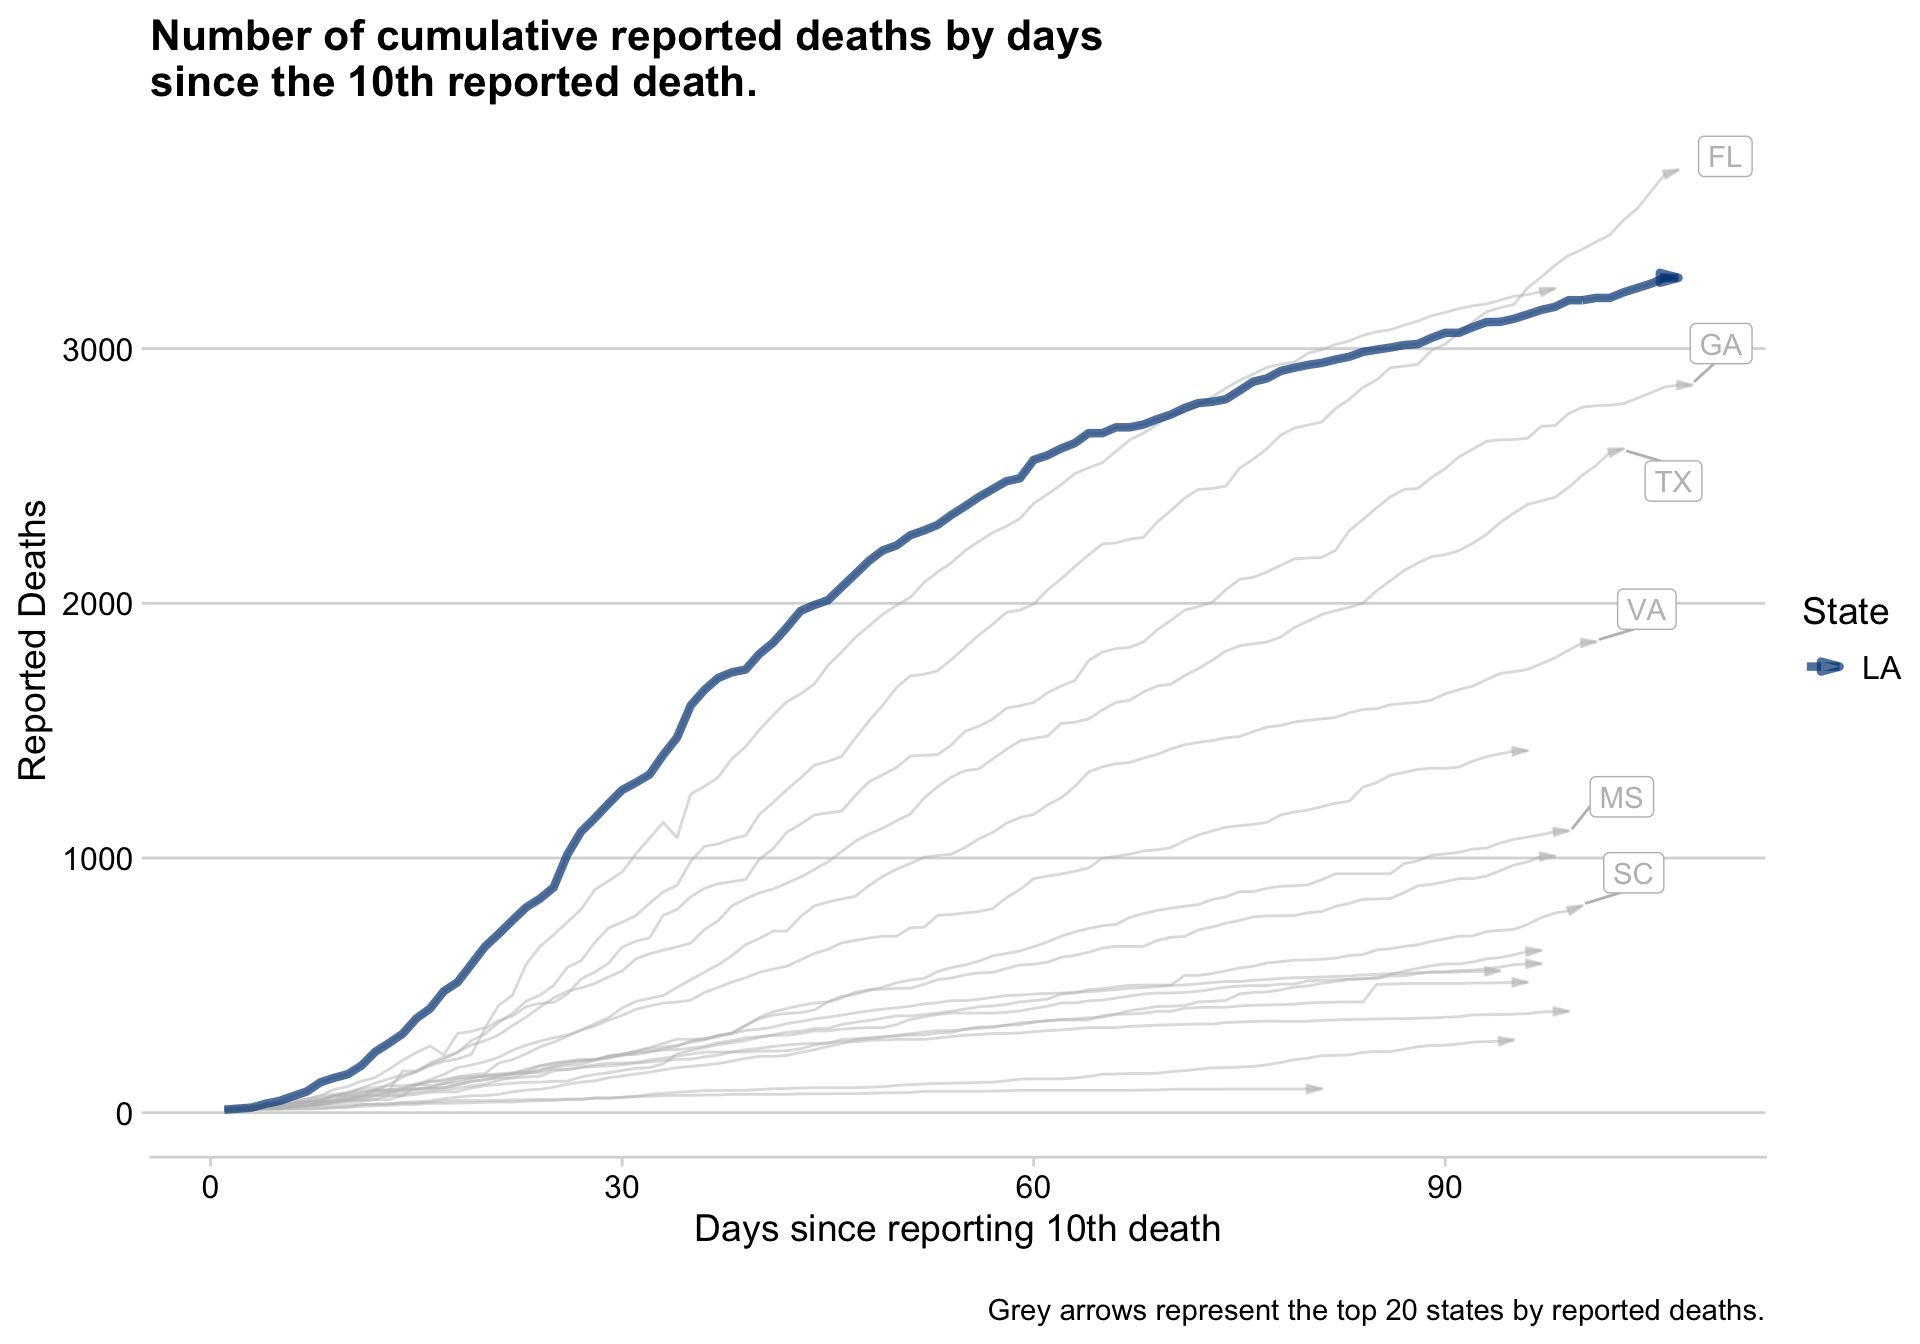 Number of cumulative reported deaths by days
since the 10th reported death.
FL
GA
TX
VA
MS
SC
3000
2000
1000
0
Reported Deaths
0
30
60
90
Days since reporting 10th death
State
LA
Grey arrows represent the top 20 states by reported deaths.